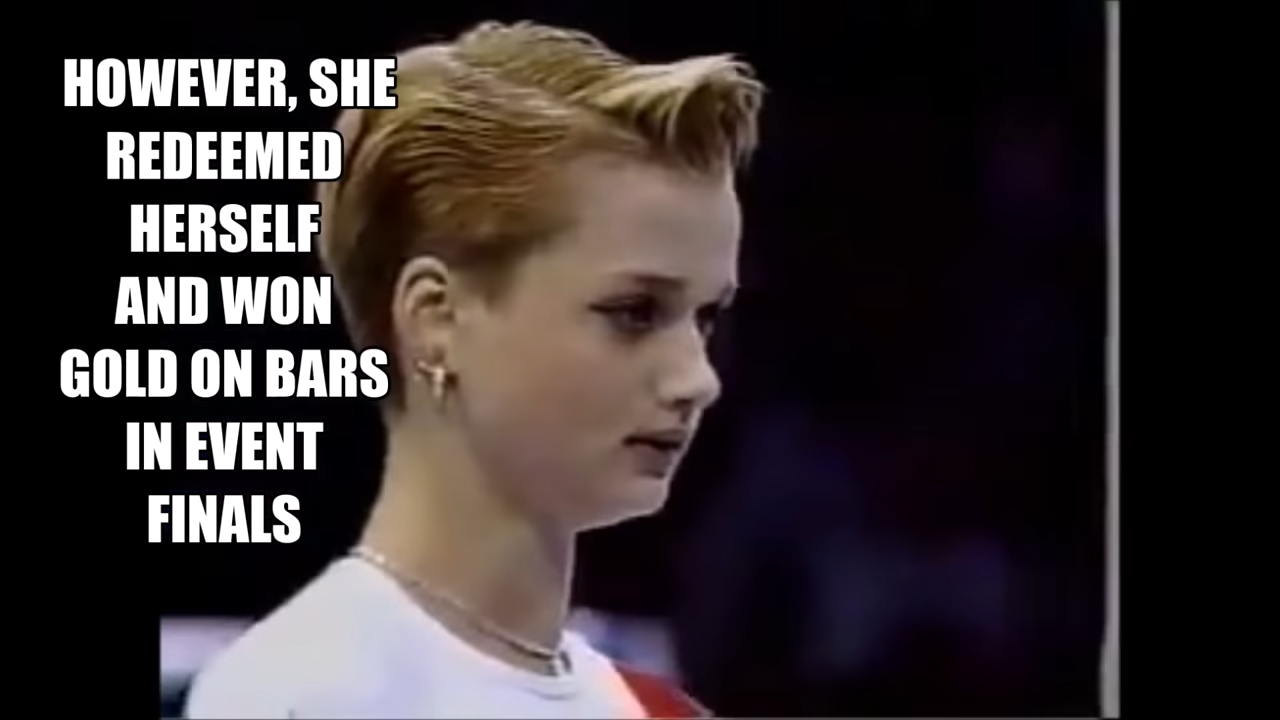 HOWEVER, SHE
REDEEMED
HERSELF
AND WON
GOLD ON BARS
IN EVENT
FINALS